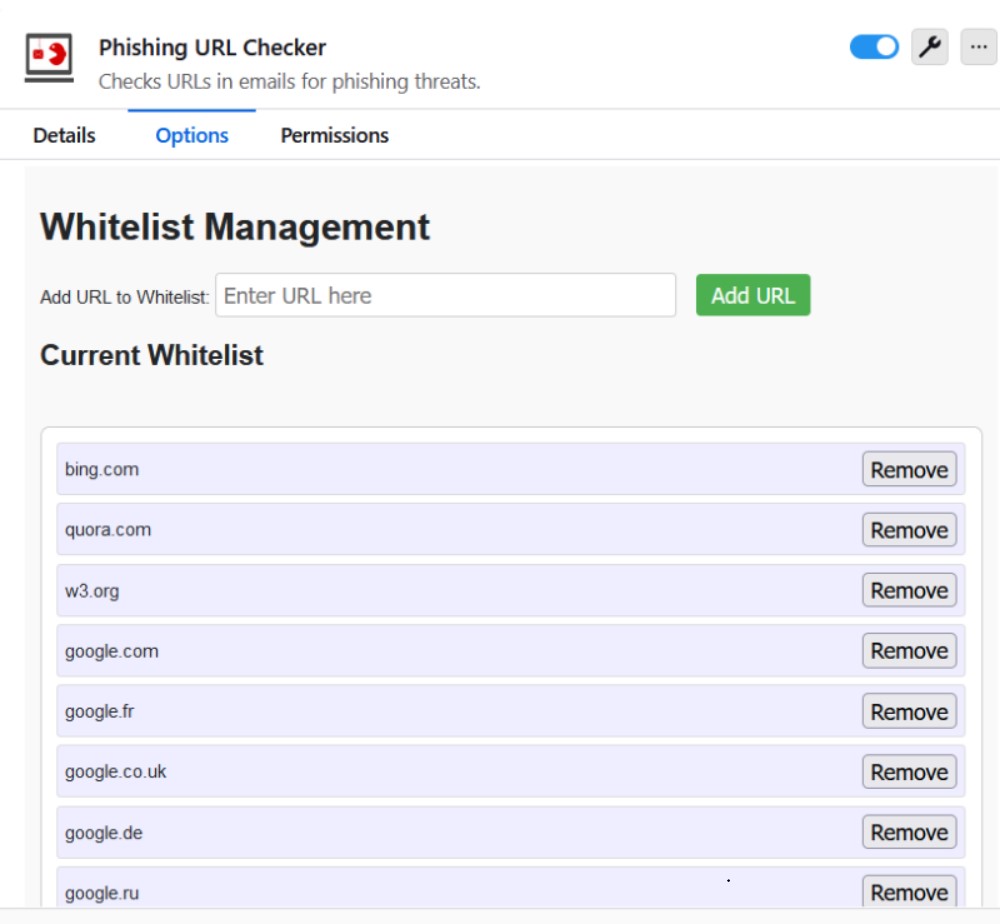 Phishing URL Checker
Checks URLs in emails for phishing threats.
Details Options Permissions
Whitelist Management
Add URL to Whitelist: Enter URL here Add URL
Current Whitelist
bing.com Remove
quora.com Remove
w3.org Remove
google.com Remove
google.fr Remove
google.co.uk Remove
google.de Remove
google.ru Remove